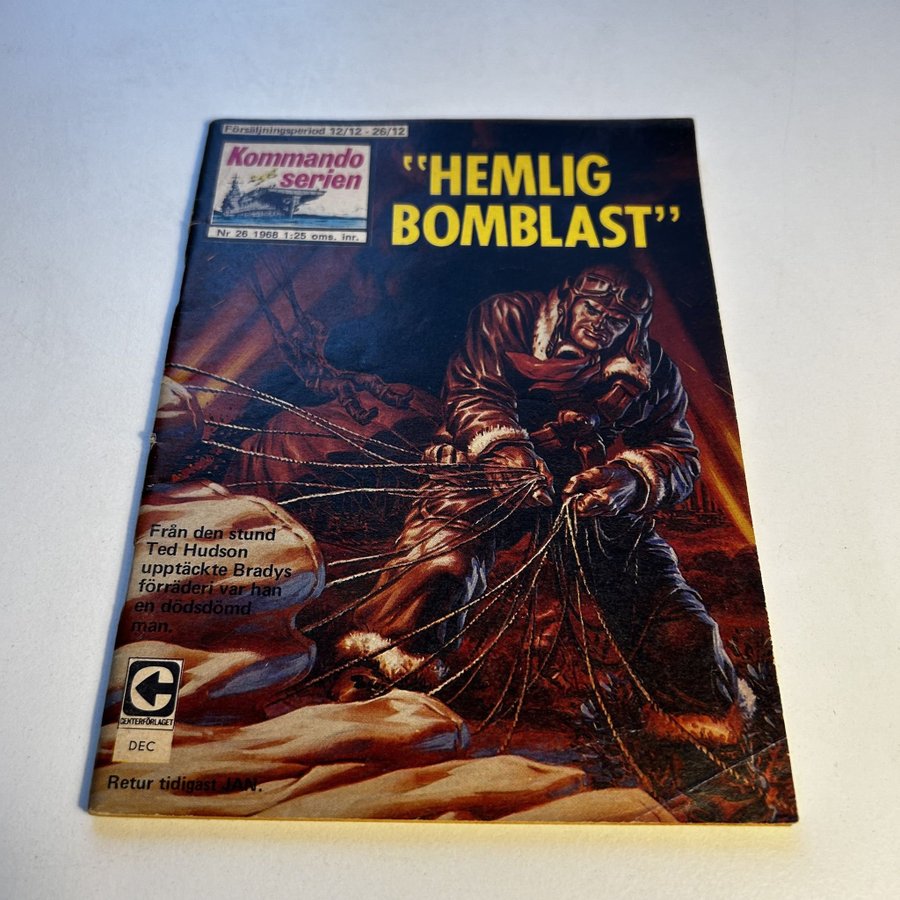 Försäljningsperiod 12/12 - 26/12
Kommando
serien
Nr 26 1968 1:25 oms. inr.
"HEMLIG
BOMBLAST"
Från den stund
Ted Hudson
upptäckte Bradys
förräderi var han
en dödsdömd
man.
CENTERFÖRLAGET
DEC
Retur tidigast JAN.